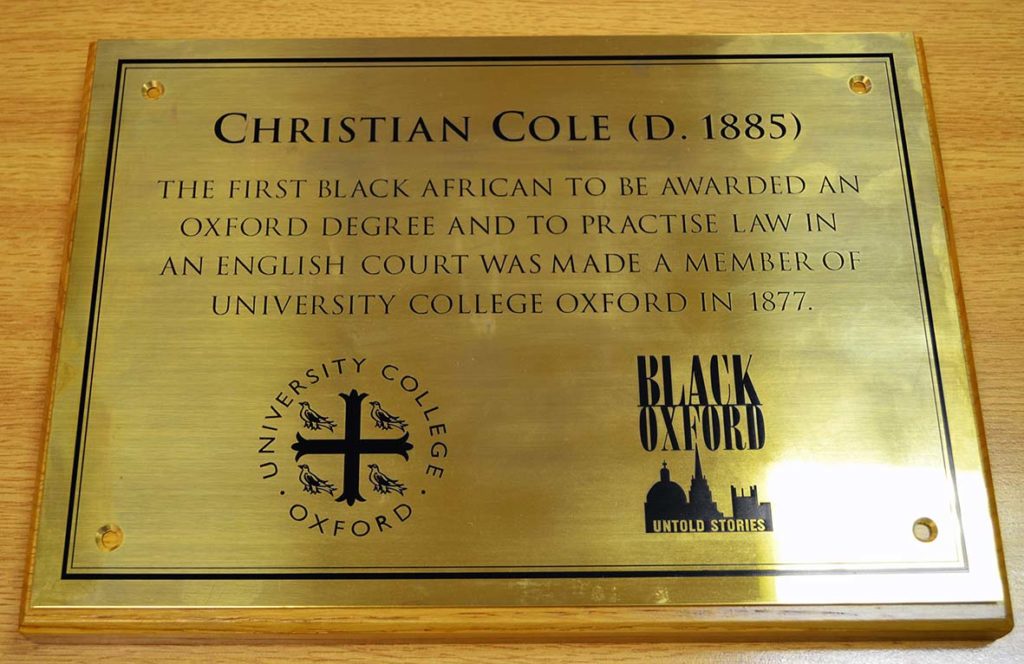 CHRISTIAN COLE (D. 1885)
THE FIRST BLACK AFRICAN TO BE AWARDED AN
OXFORD DEGREE AND TO PRACTISE LAW IN
AN ENGLISH COURT WAS MADE A MEMBER OF
UNIVERSITY COLLEGE OXFORD IN 1877.
UNIVERSITY COLLEGE
· OXFORD ·
BLACK
OXFORD
UNTOLD STORIES